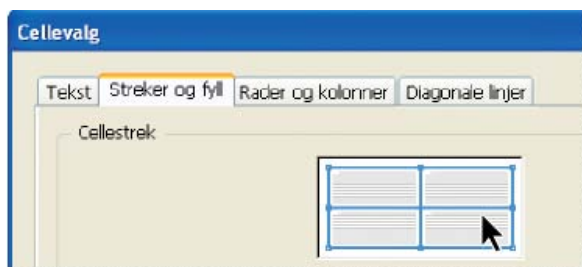 Cellevalg
Tekst Streker og fyll Rader og kolonner Diagonale linjer
Cellestrek